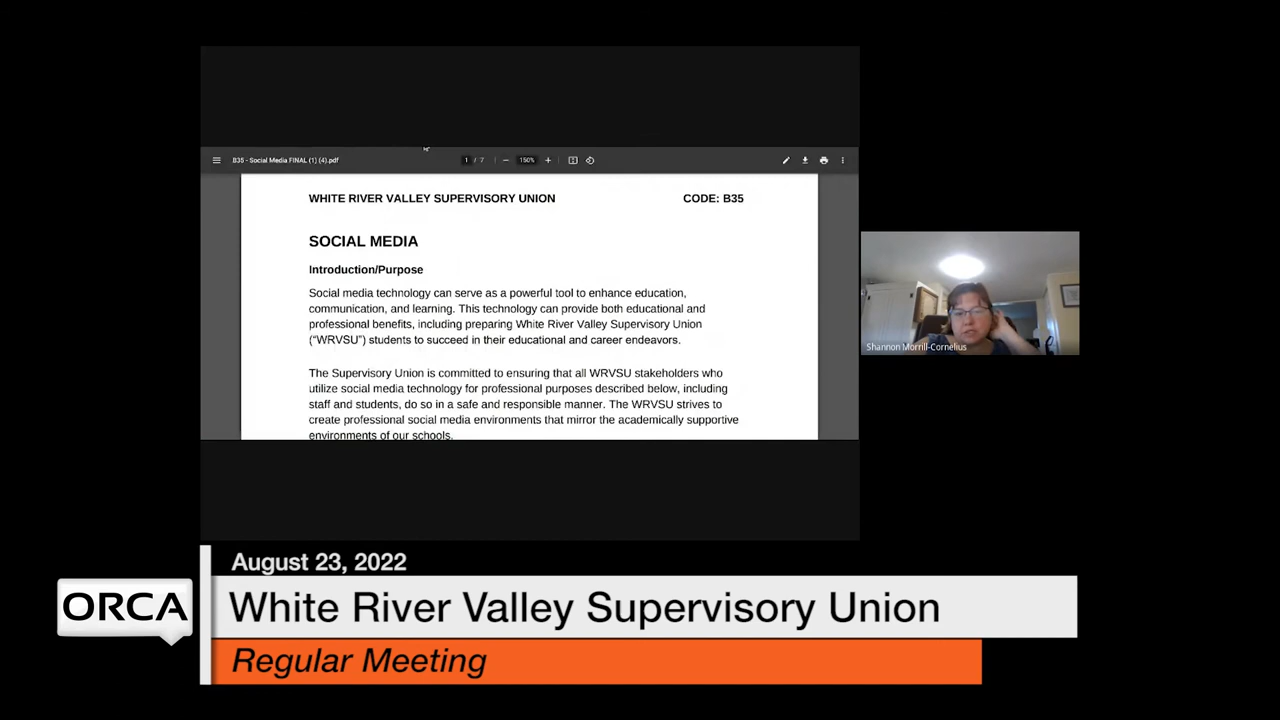 B35 - Social Media FINAL (1) (4).pdf
1 / 7
150%
WHITE RIVER VALLEY SUPERVISORY UNION CODE: B35
SOCIAL MEDIA
Introduction/Purpose
Social media technology can serve as a powerful tool to enhance education,
communication, and learning. This technology can provide both educational and
professional benefits, including preparing White River Valley Supervisory Union
("WRVSU") students to succeed in their educational and career endeavors.
The Supervisory Union is committed to ensuring that all WRVSU stakeholders who
utilize social media technology for professional purposes described below, including
staff and students, do so in a safe and responsible manner. The WRVSU strives to
create professional social media environments that mirror the academically supportive
environments of our schools.
Shannon Morrill-Cornelius
August 23, 2022
ORCA
White River Valley Supervisory Union
Regular Meeting